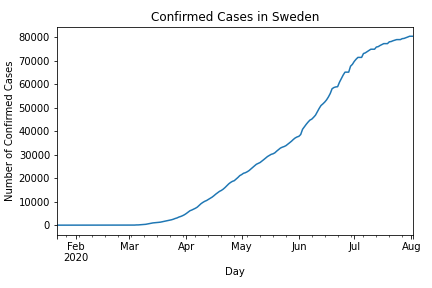 Confirmed Cases in Sweden
Number of Confirmed Cases
80000
70000
60000
50000
40000
30000
20000
10000
0
Feb Mar Apr May Jun Jul Aug
2020
Day